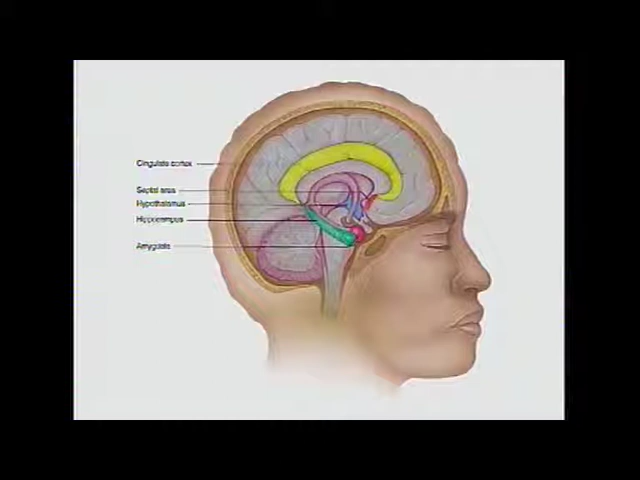 Cingulate cortex
Septal area
Hypothalamus
Hippocampus
Amygdala